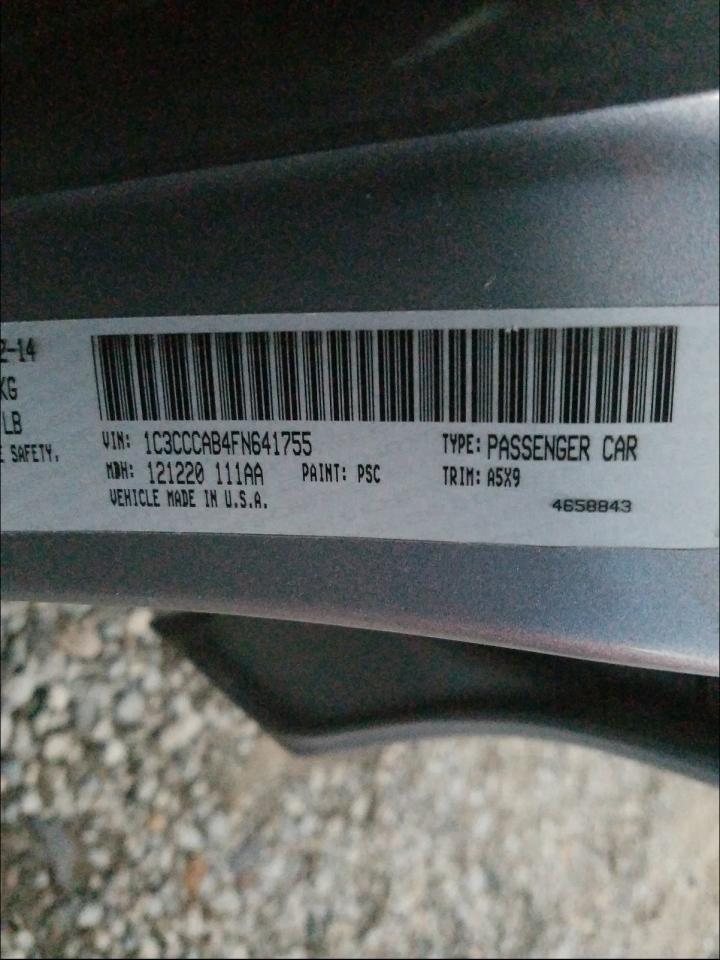 2-14
KG
LB
E SAFETY.
VIN: 1C3CCCAB4FN641755
TYPE: PASSENGER CAR
MDH: 121220 111AA PAINT: PSC TRIM: A5X9
VEHICLE MADE IN U.S.A.
4658843